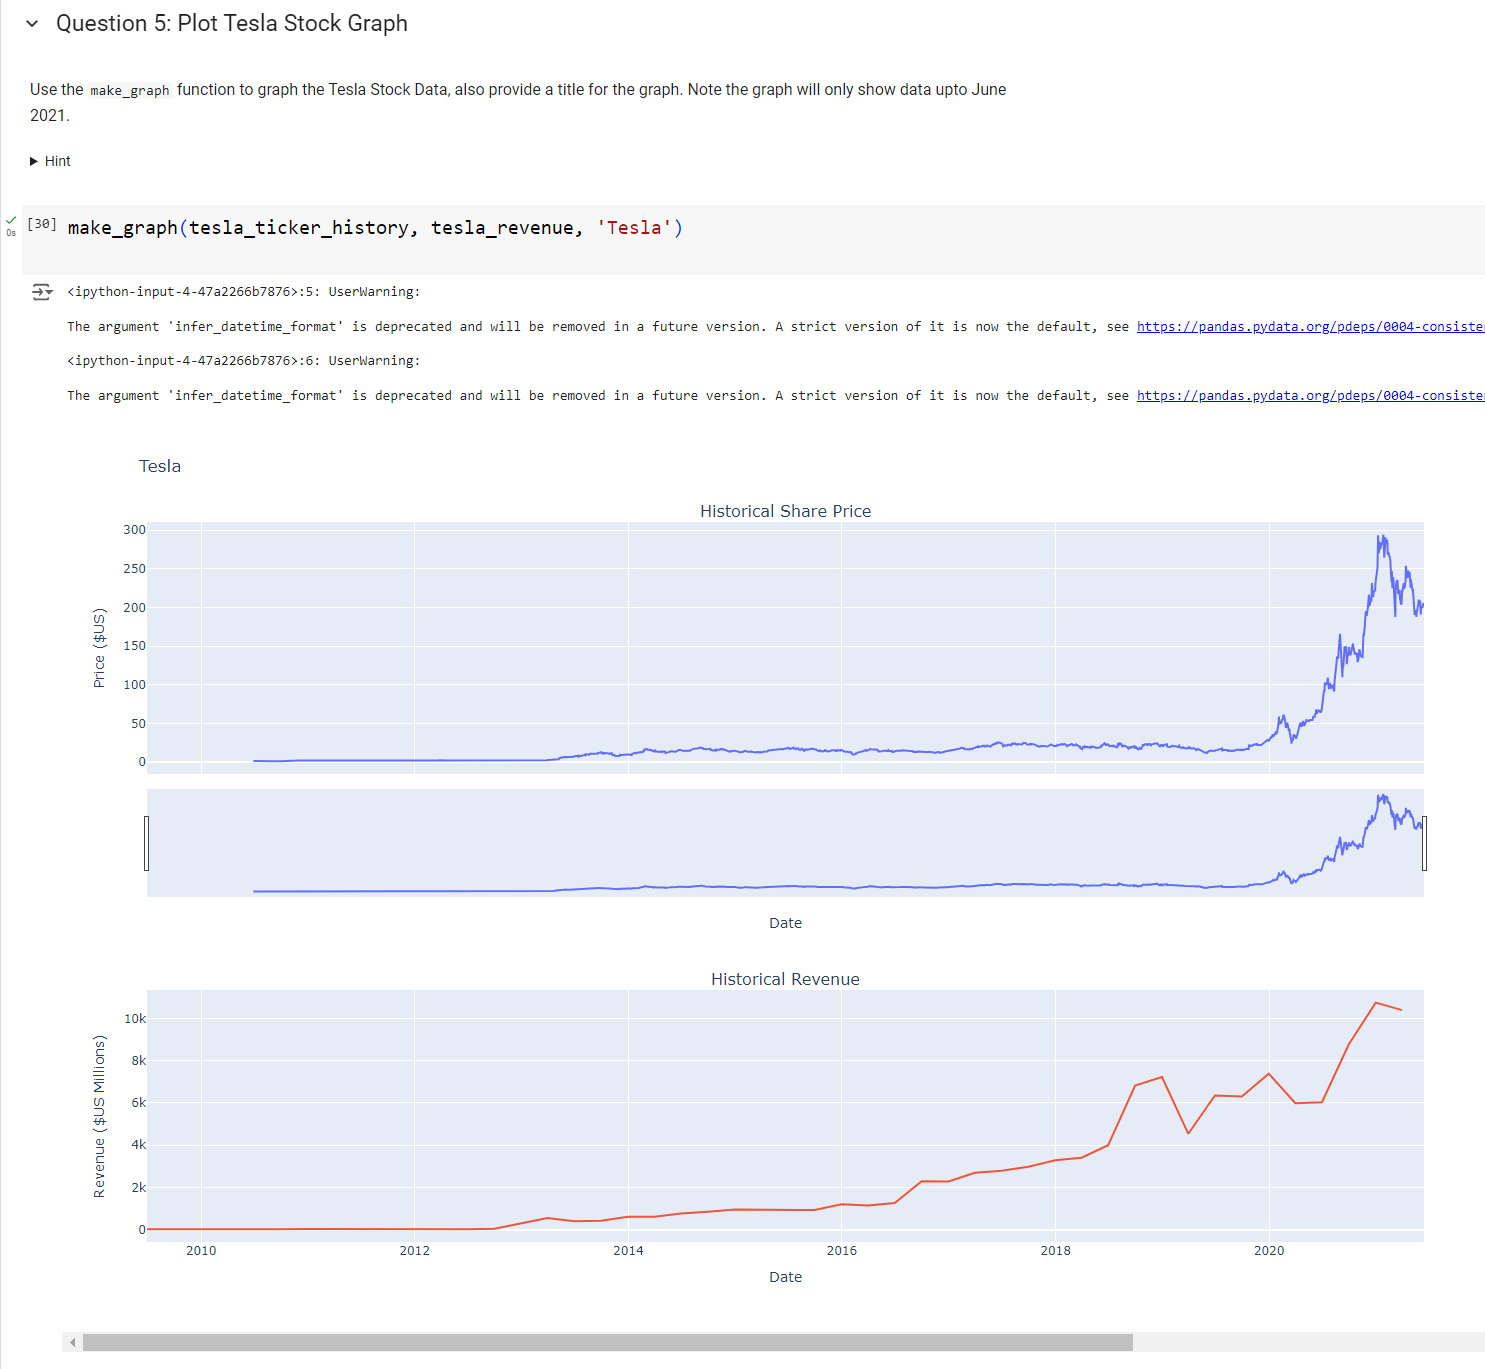 Question 5: Plot Tesla Stock Graph
Use the make_graph function to graph the Tesla Stock Data, also provide a title for the graph. Note the graph will only show data upto June
2021.
Hint
0s
[30] make_graph(tesla_ticker_history, tesla_revenue, 'Tesla')
<ipython-input-4-47a2266b7876>:5: UserWarning:
The argument 'infer_datetime_format' is deprecated and will be removed in a future version. A strict version of it is now the default, see https://pandas.pydata.org/pdeps/0004-consiste
<ipython-input-4-47a2266b7876>:6: UserWarning:
The argument 'infer_datetime_format' is deprecated and will be removed in a future version. A strict version of it is now the default, see https://pandas.pydata.org/pdeps/0004-consiste
Tesla
Historical Share Price
Price ($US)
300
250
200
150
100
50
0
Date
Historical Revenue
Revenue ($US Millions)
10k
8k
6k
4k
2k
0
2010 2012 2014 2016 2018 2020
Date